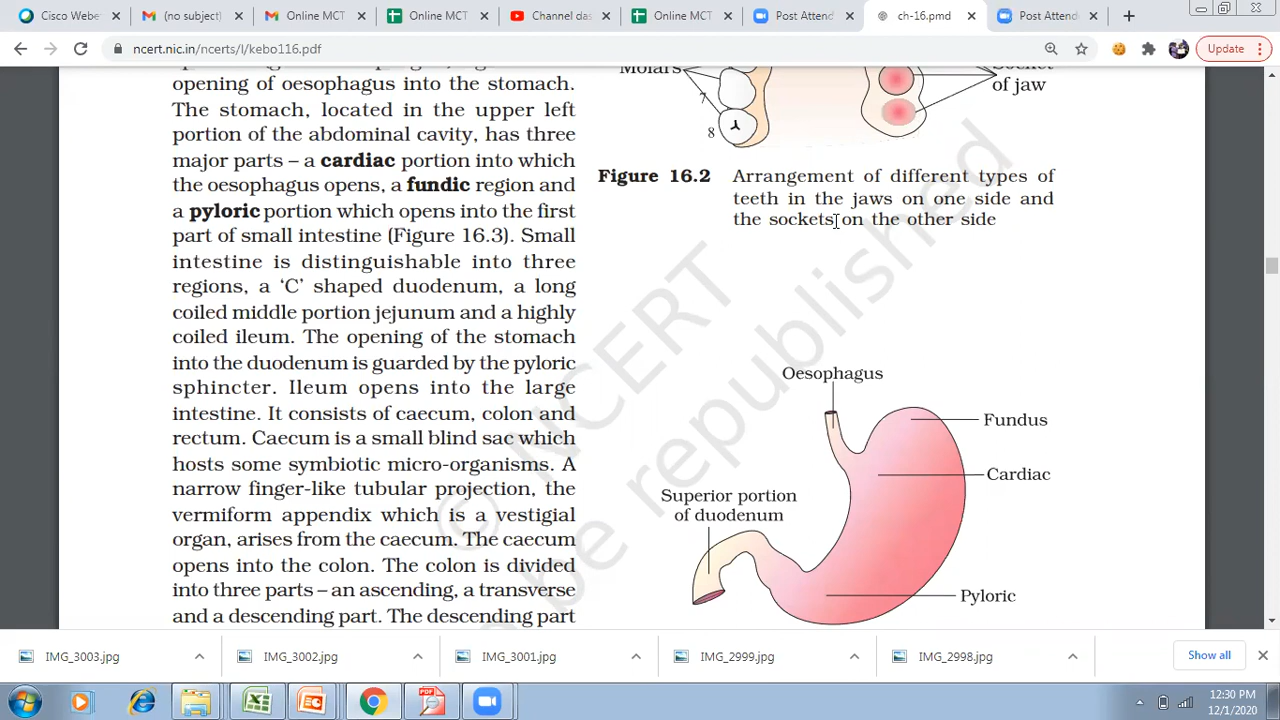 Cisco Webe
(no subject)
Online MCT
Online MCT
Channel das
Online MCT
Post Attend
ch-16.pmd
Post Attend
ncert.nic.in/ncerts/l/kebo116.pdf
Update
opening of oesophagus into the stomach.
The stomach, located in the upper left
portion of the abdominal cavity, has three
major parts – a cardiac portion into which
the oesophagus opens, a fundic region and
a pyloric portion which opens into the first
part of small intestine (Figure 16.3). Small
intestine is distinguishable into three
regions, a ‘C’ shaped duodenum, a long
coiled middle portion jejunum and a highly
coiled ileum. The opening of the stomach
into the duodenum is guarded by the pyloric
sphincter. Ileum opens into the large
intestine. It consists of caecum, colon and
rectum. Caecum is a small blind sac which
hosts some symbiotic micro-organisms. A
narrow finger-like tubular projection, the
vermiform appendix which is a vestigial
organ, arises from the caecum. The caecum
opens into the colon. The colon is divided
into three parts – an ascending, a transverse
and a descending part. The descending part
Molars
7
8
Socket
of jaw
Figure 16.2 Arrangement of different types of
teeth in the jaws on one side and
the sockets on the other side
Oesophagus
Fundus
Cardiac
Superior portion
of duodenum
Pyloric
© NCERT
be republished
IMG_3003.jpg
IMG_3002.jpg
IMG_3001.jpg
IMG_2999.jpg
IMG_2998.jpg
Show all
12:30 PM
12/1/2020